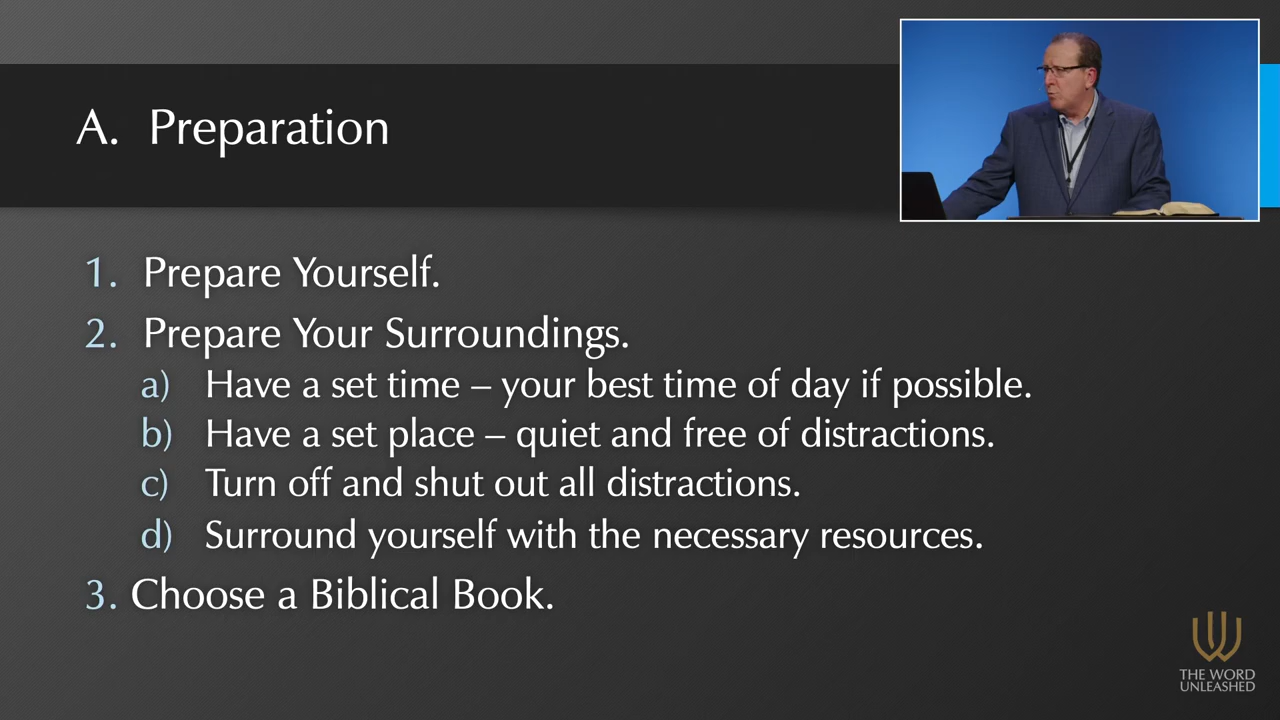 A. Preparation
1. Prepare Yourself.
2. Prepare Your Surroundings.
a) Have a set time – your best time of day if possible.
b) Have a set place – quiet and free of distractions.
c) Turn off and shut out all distractions.
d) Surround yourself with the necessary resources.
3. Choose a Biblical Book.
THE WORD
UNLEASHED